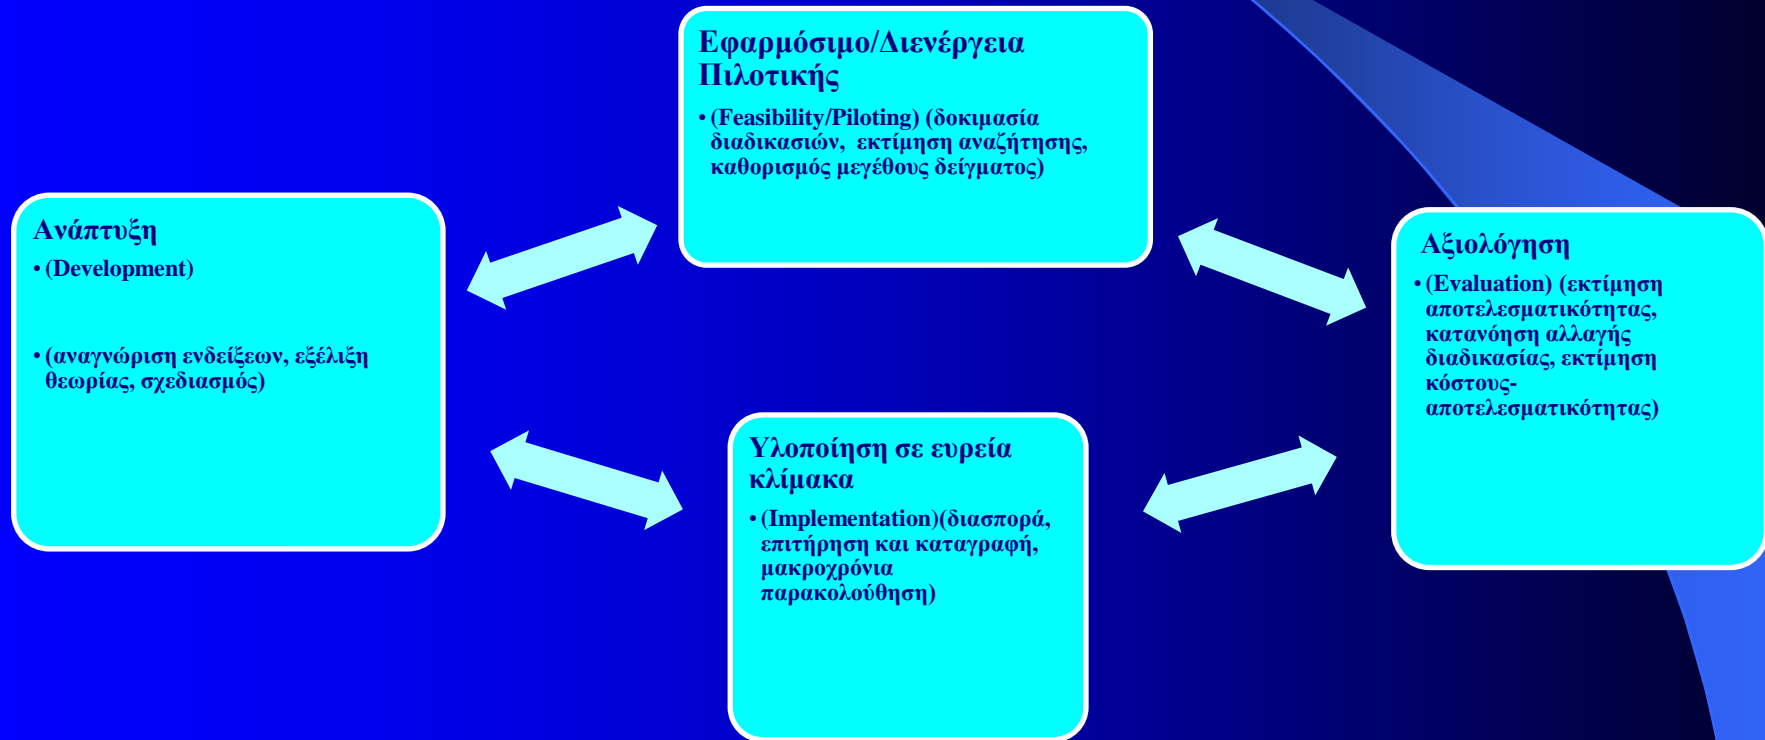 Εφαρμόσιμο/Διενέργεια
Πιλοτικής
• (Feasibility/Piloting) (δοκιμασία
διαδικασιών, εκτίμηση αναζήτησης,
καθορισμός μεγέθους δείγματος)
Ανάπτυξη
• (Development)
• (αναγνώριση ενδείξεων, εξέλιξη
θεωρίας, σχεδιασμός)
Αξιολόγηση
• (Evaluation) (εκτίμηση
αποτελεσματικότητας,
κατανόηση αλλαγής
διαδικασίας, εκτίμηση
κόστους-
αποτελεσματικότητας)
Υλοποίηση σε ευρεία
κλίμακα
• (Implementation)(διασπορά,
επιτήρηση και καταγραφή,
μακροχρόνια
παρακολούθηση)